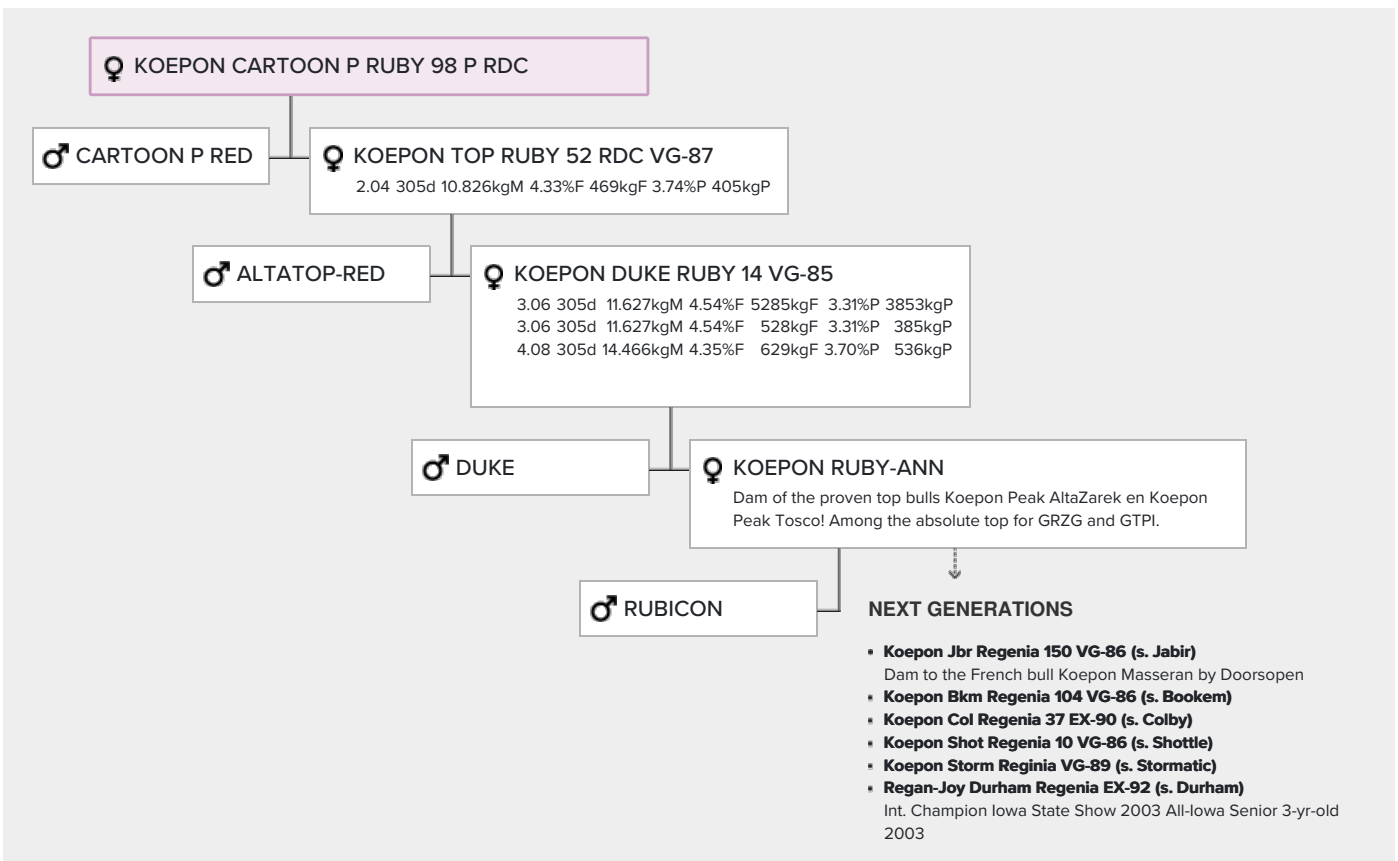 KOEPON CARTOON P RUBY 98 P RDC
CARTOON P RED
KOEPON TOP RUBY 52 RDC VG-87
2.04 305d 10.826kgM 4.33%F 469kgF 3.74%P 405kgP
ALTATOP-RED
KOEPON DUKE RUBY 14 VG-85
3.06 305d 11.627kgM 4.54%F 5285kgF 3.31%P 3853kgP
3.06 305d 11.627kgM 4.54%F 528kgF 3.31%P 385kgP
4.08 305d 14.466kgM 4.35%F 629kgF 3.70%P 536kgP
DUKE
KOEPON RUBY-ANN
Dam of the proven top bulls Koepon Peak AltaZarek en Koepon
Peak Tosco! Among the absolute top for GRZG and GTPI.
RUBICON
NEXT GENERATIONS
Koepon Jbr Regenia 150 VG-86 (s. Jabir)
Dam to the French bull Koepon Masseran by Doorsopen
Koepon Bkm Regenia 104 VG-86 (s. Bookem)
Koepon Col Regenia 37 EX-90 (s. Colby)
Koepon Shot Regenia 10 VG-86 (s. Shottle)
Koepon Storm Reginia VG-89 (s. Stormatic)
Regan-Joy Durham Regenia EX-92 (s. Durham)
Int. Champion Iowa State Show 2003 All-Iowa Senior 3-yr-old
2003